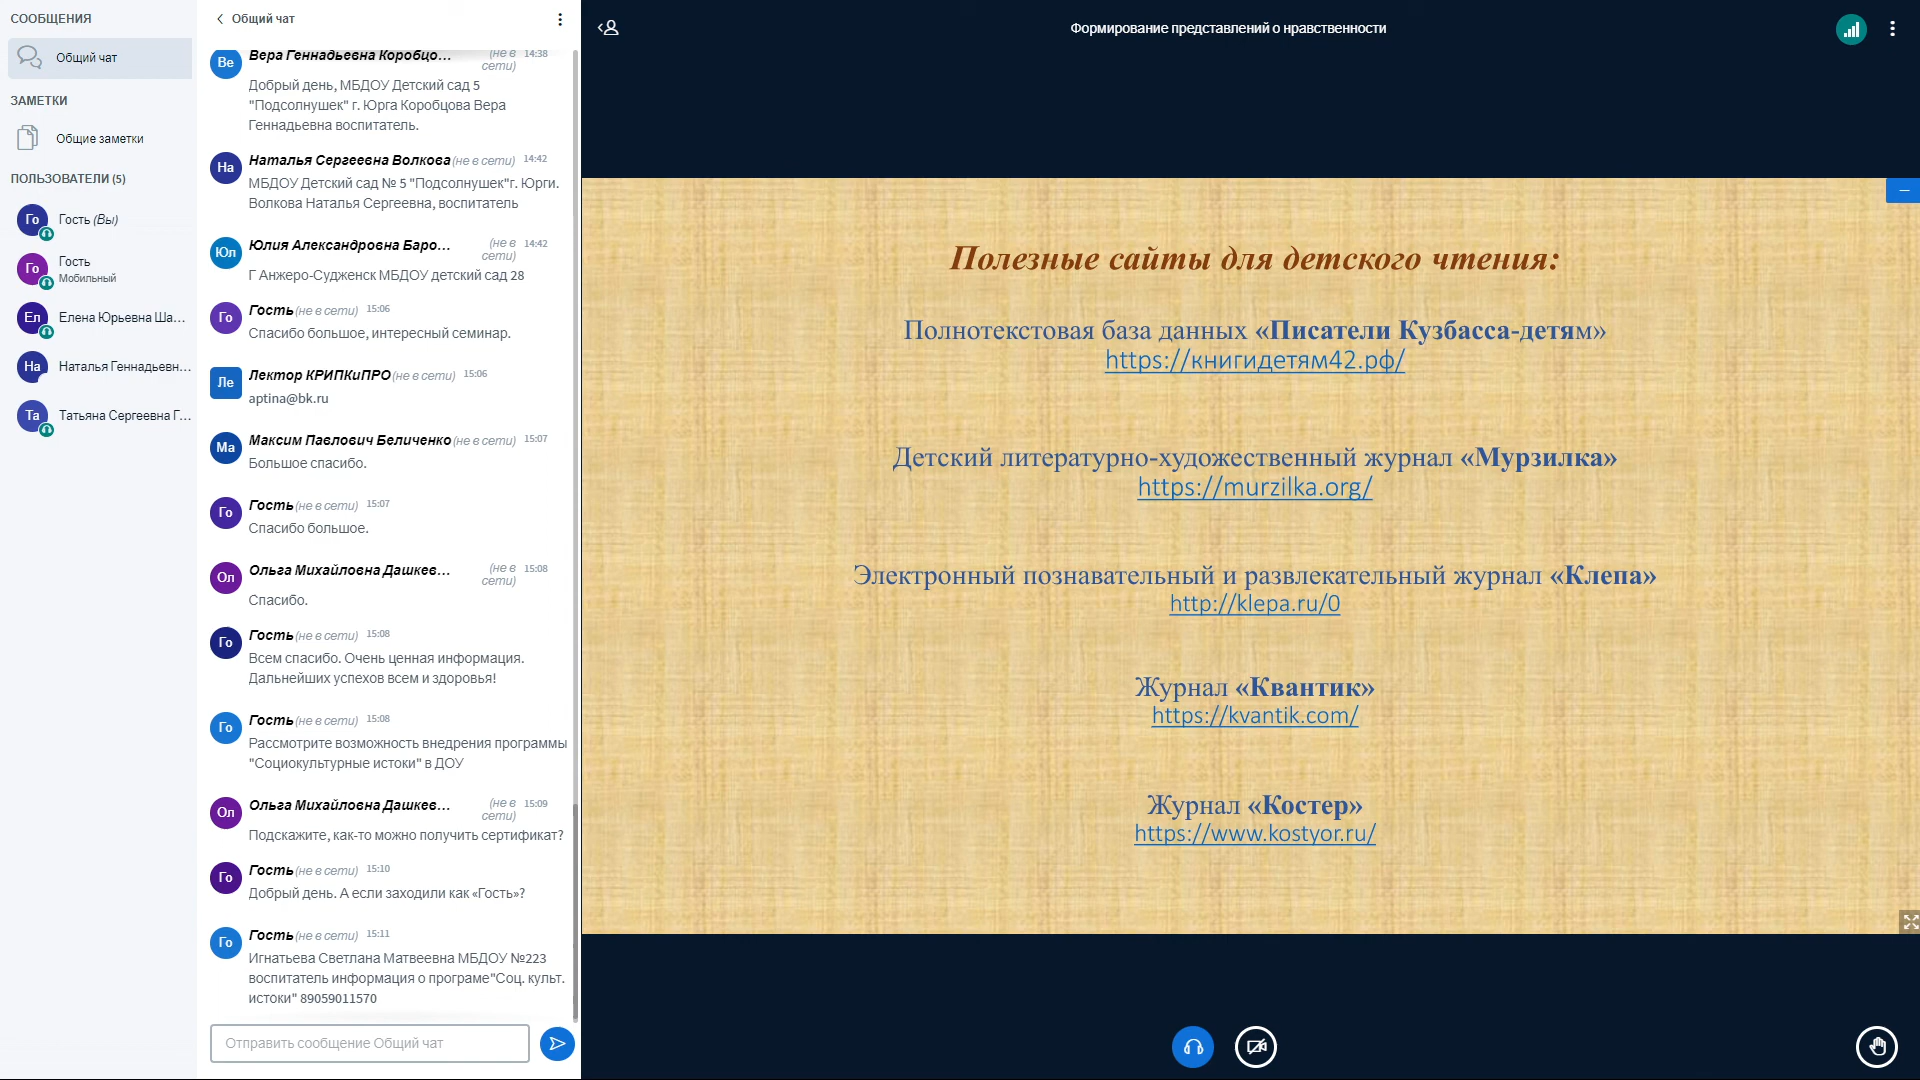 СООБЩЕНИЯ
Общий чат
ЗАМЕТКИ
Общие заметки
ПОЛЬЗОВАТЕЛИ (5)
Го
Гость (Вы)
Го
Гость
Мобильный
Ел
Елена Юрьевна Ша...
На
Наталья Геннадьевн...
Та
Татьяна Сергеевна Г...
Общий чат
Ве
Вера Геннадьевна Коробцо... (не в сети) 14:38
Добрый день, МБДОУ Детский сад 5
"Подсолнушек" г. Юрга Коробцова Вера
Геннадьевна воспитатель.
На
Наталья Сергеевна Волкова (не в сети) 14:42
МБДОУ Детский сад № 5 "Подсолнушек"г. Юрги.
Волкова Наталья Сергеевна, воспитатель
Юл
Юлия Александровна Баро... (не в сети) 14:42
Г Анжеро-Судженск МБДОУ детский сад 28
Го
Гость (не в сети) 15:06
Спасибо большое, интересный семинар.
Ле
Лектор КРИПКиПРО (не в сети) 15:06
aptina@bk.ru
Ма
Максим Павлович Беличенко (не в сети) 15:07
Большое спасибо.
Го
Гость (не в сети) 15:07
Спасибо большое.
Ол
Ольга Михайловна Дашкев... (не в сети) 15:08
Спасибо.
Го
Гость (не в сети) 15:08
Всем спасибо. Очень ценная информация.
Дальнейших успехов всем и здоровья!
Го
Гость (не в сети) 15:08
Рассмотрите возможность внедрения программы
"Социокультурные истоки" в ДОУ
Ол
Ольга Михайловна Дашкев... (не в сети) 15:09
Подскажите, как-то можно получить сертификат?
Го
Гость (не в сети) 15:10
Добрый день. А если заходили как «Гость»?
Го
Гость (не в сети) 15:11
Игнатьева Светлана Матвеевна МБДОУ №223
воспитатель информация о програме"Соц. культ.
истоки" 89059011570
Отправить сообщение Общий чат
Формирование представлений о нравственности
Полезные сайты для детского чтения:
Полнотекстовая база данных «Писатели Кузбасса-детям»
https://книгидетям42.рф/
Детский литературно-художественный журнал «Мурзилка»
https://murzilka.org/
Электронный познавательный и развлекательный журнал «Клепа»
http://klepa.ru/0
Журнал «Квантик»
https://kvantik.com/
Журнал «Костер»
https://www.kostyor.ru/